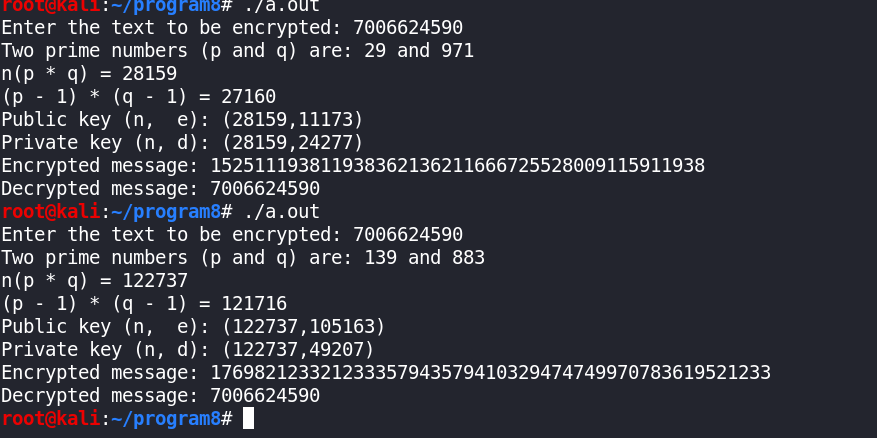 root@kali:~/program8# ./a.out
Enter the text to be encrypted: 7006624590
Two prime numbers (p and q) are: 29 and 971
n(p * q) = 28159
(p - 1) * (q - 1) = 27160
Public key (n,  e): (28159,11173)
Private key (n, d): (28159,24277)
Encrypted message: 152511193811938362136211666725528009115911938
Decrypted message: 7006624590
root@kali:~/program8# ./a.out
Enter the text to be encrypted: 7006624590
Two prime numbers (p and q) are: 139 and 883
n(p * q) = 122737
(p - 1) * (q - 1) = 121716
Public key (n,  e): (122737,105163)
Private key (n, d): (122737,49207)
Encrypted message: 176982123321233357943579410329474749970783619521233
Decrypted message: 7006624590
root@kali:~/program8#